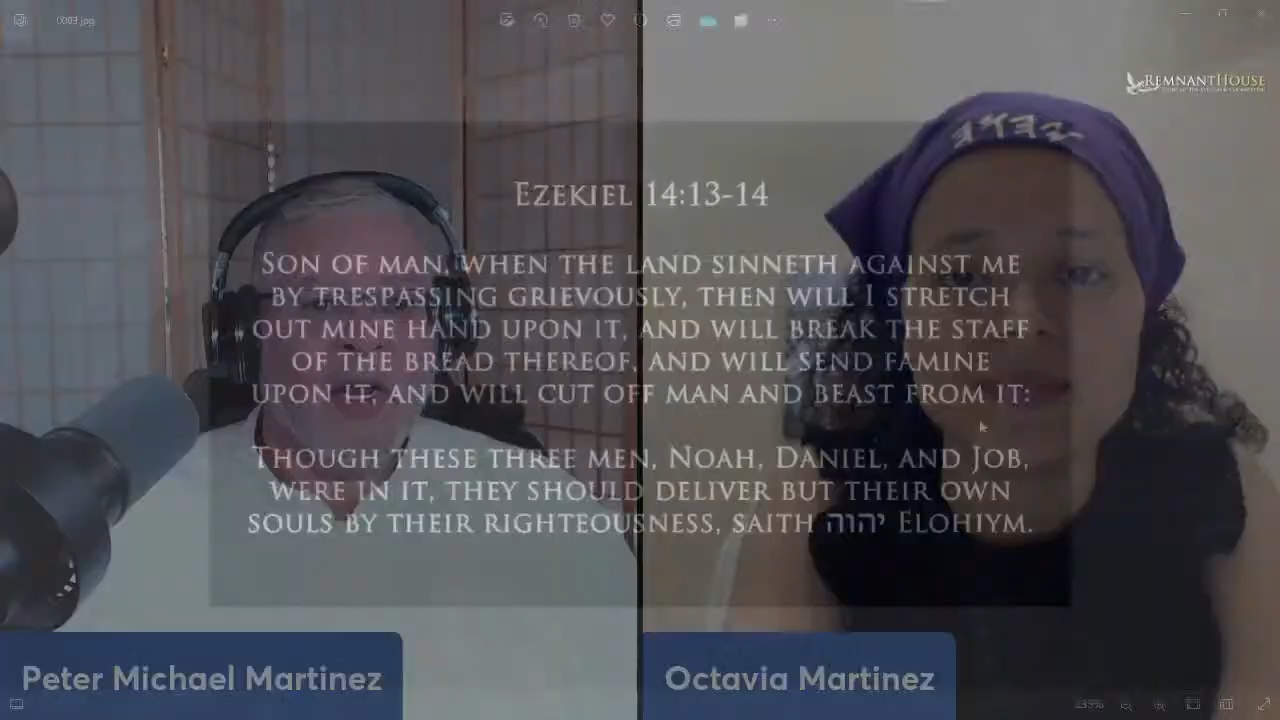 0003.jpg
REMNANTHOUSE
EZEKIEL 14:13-14
SON OF MAN, WHEN THE LAND SINNETH AGAINST ME
BY TRESPASSING GRIEVOUSLY, THEN WILL I STRETCH
OUT MINE HAND UPON IT, AND WILL BREAK THE STAFF
OF THE BREAD THEREOF, AND WILL SEND FAMINE
UPON IT, AND WILL CUT OFF MAN AND BEAST FROM IT:
THOUGH THESE THREE MEN, NOAH, DANIEL, AND JOB,
WERE IN IT, THEY SHOULD DELIVER BUT THEIR OWN
SOULS BY THEIR RIGHTEOUSNESS, SAITH יהוה ELOHIYM.
Peter Michael Martinez
Octavia Martinez